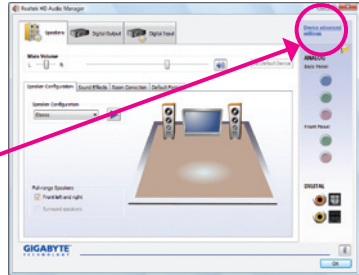 Realtek HD Audio Manager
Speakers
Digital Output
Digital Input
Device advanced settings
Main Volume
L
R
Default Device
ANALOG
Back Panel
Speaker Configuration
Sound Effects
Room Correction
Default Format
Speaker Configuration
Stereo
Front Panel
Full-range Speakers
Front left and right
Surround speakers
DIGITAL
GIGABYTE
TECHNOLOGY
OK